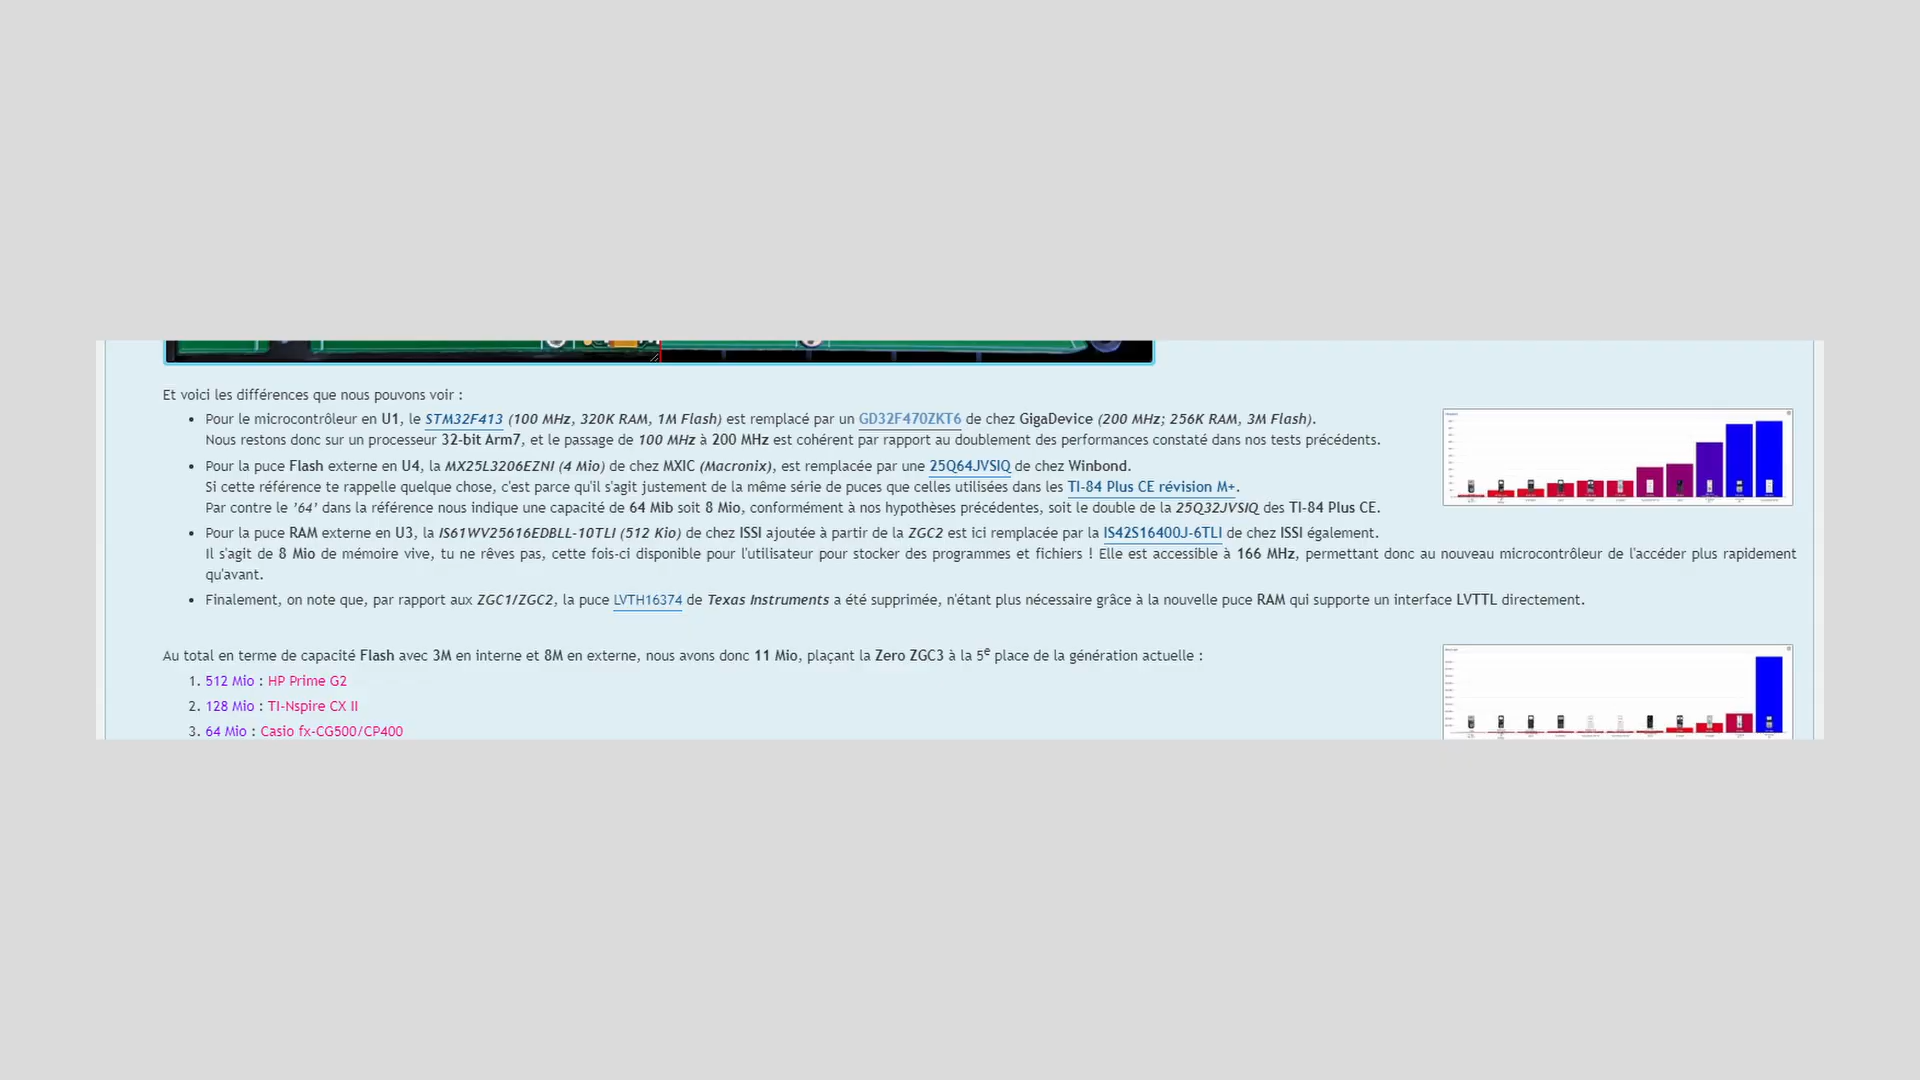 Et voici les différences que nous pouvons voir :
• Pour le microcontrôleur en U1, le STM32F413 (100 MHz, 320K RAM, 1M Flash) est remplacé par un GD32F470ZKT6 de chez GigaDevice (200 MHz; 256K RAM, 3M Flash).
Nous restons donc sur un processeur 32-bit Arm7, et le passage de 100 MHz à 200 MHz est cohérent par rapport au doublement des performances constaté dans nos tests précédents.
• Pour la puce Flash externe en U4, la MX25L3206EZNI (4 Mio) de chez MXIC (Macronix), est remplacée par une 25Q64JVSIQ de chez Winbond.
Si cette référence te rappelle quelque chose, c'est parce qu'il s'agit justement de la même série de puces que celles utilisées dans les TI-84 Plus CE révision M+.
Par contre le '64' dans la référence nous indique une capacité de 64 Mib soit 8 Mio, conformément à nos hypothèses précédentes, soit le double de la 25Q32JVSIQ des TI-84 Plus CE.
• Pour la puce RAM externe en U3, la IS61WV25616EDBLL-10TLI (512 Kio) de chez ISSI ajoutée à partir de la ZGC2 est ici remplacée par la IS42S16400J-6TLI de chez ISSI également.
Il s'agit de 8 Mio de mémoire vive, tu ne rêves pas, cette fois-ci disponible pour l'utilisateur pour stocker des programmes et fichiers ! Elle est accessible à 166 MHz, permettant donc au nouveau microcontrôleur de l'accéder plus rapidement
qu'avant.
• Finalement, on note que, par rapport aux ZGC1/ZGC2, la puce LVTH16374 de Texas Instruments a été supprimée, n'étant plus nécessaire grâce à la nouvelle puce RAM qui supporte un interface LVTTL directement.
Au total en terme de capacité Flash avec 3M en interne et 8M en externe, nous avons donc 11 Mio, plaçant la Zero ZGC3 à la 5e place de la génération actuelle :
1. 512 Mio : HP Prime G2
2. 128 Mio : TI-Nspire CX II
3. 64 Mio : Casio fx-CG500/CP400